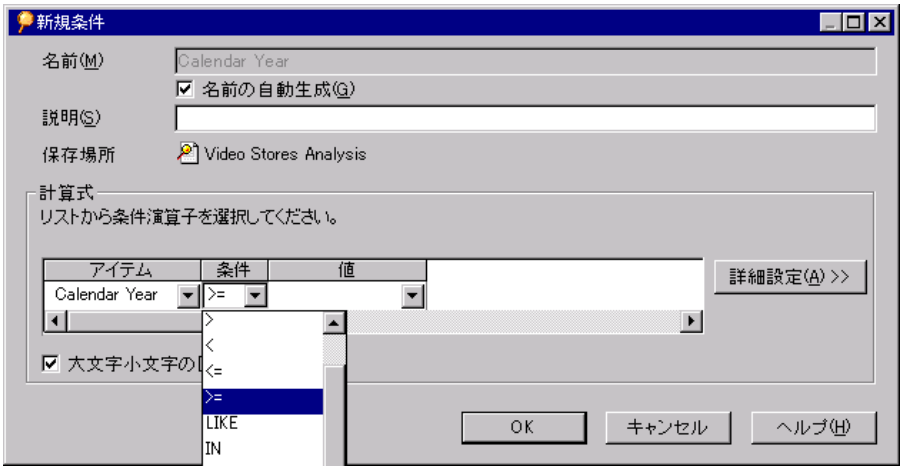 新規条件
名前(M)
Calendar Year
名前の自動生成(G)
説明(S)
保存場所
Video Stores Analysis
計算式
リストから条件演算子を選択してください。
アイテム 条件 値
Calendar Year >=
詳細設定(A) >>
>
<
<=
>=
LIKE
IN
大文字小文字の
OK キャンセル ヘルプ(H)